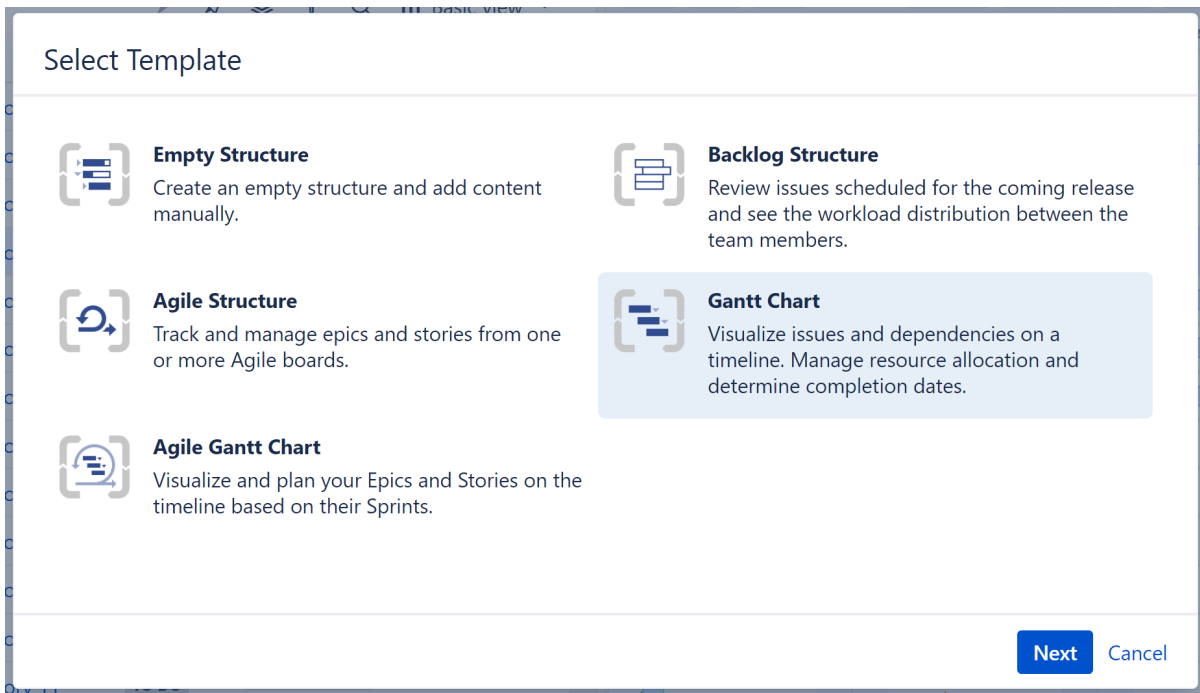 Basic view
Select Template
Empty Structure
Create an empty structure and add content
manually.
Backlog Structure
Review issues scheduled for the coming release
and see the workload distribution between the
team members.
Agile Structure
Track and manage epics and stories from one
or more Agile boards.
Gantt Chart
Visualize issues and dependencies on a
timeline. Manage resource allocation and
determine completion dates.
Agile Gantt Chart
Visualize and plan your Epics and Stories on the
timeline based on their Sprints.
Next
Cancel